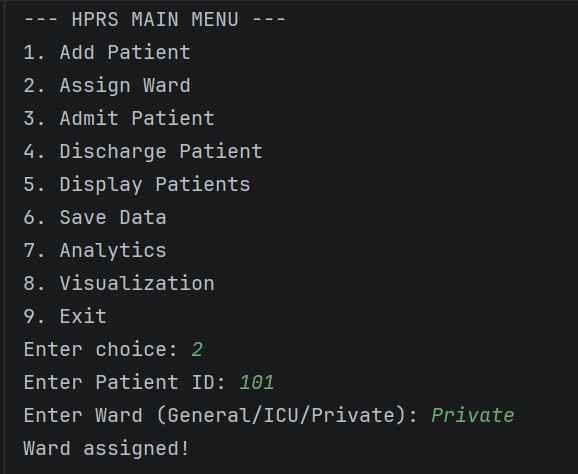 --- HPRS MAIN MENU ---
1. Add Patient
2. Assign Ward
3. Admit Patient
4. Discharge Patient
5. Display Patients
6. Save Data
7. Analytics
8. Visualization
9. Exit
Enter choice: 2
Enter Patient ID: 101
Enter Ward (General/ICU/Private): Private
Ward assigned!